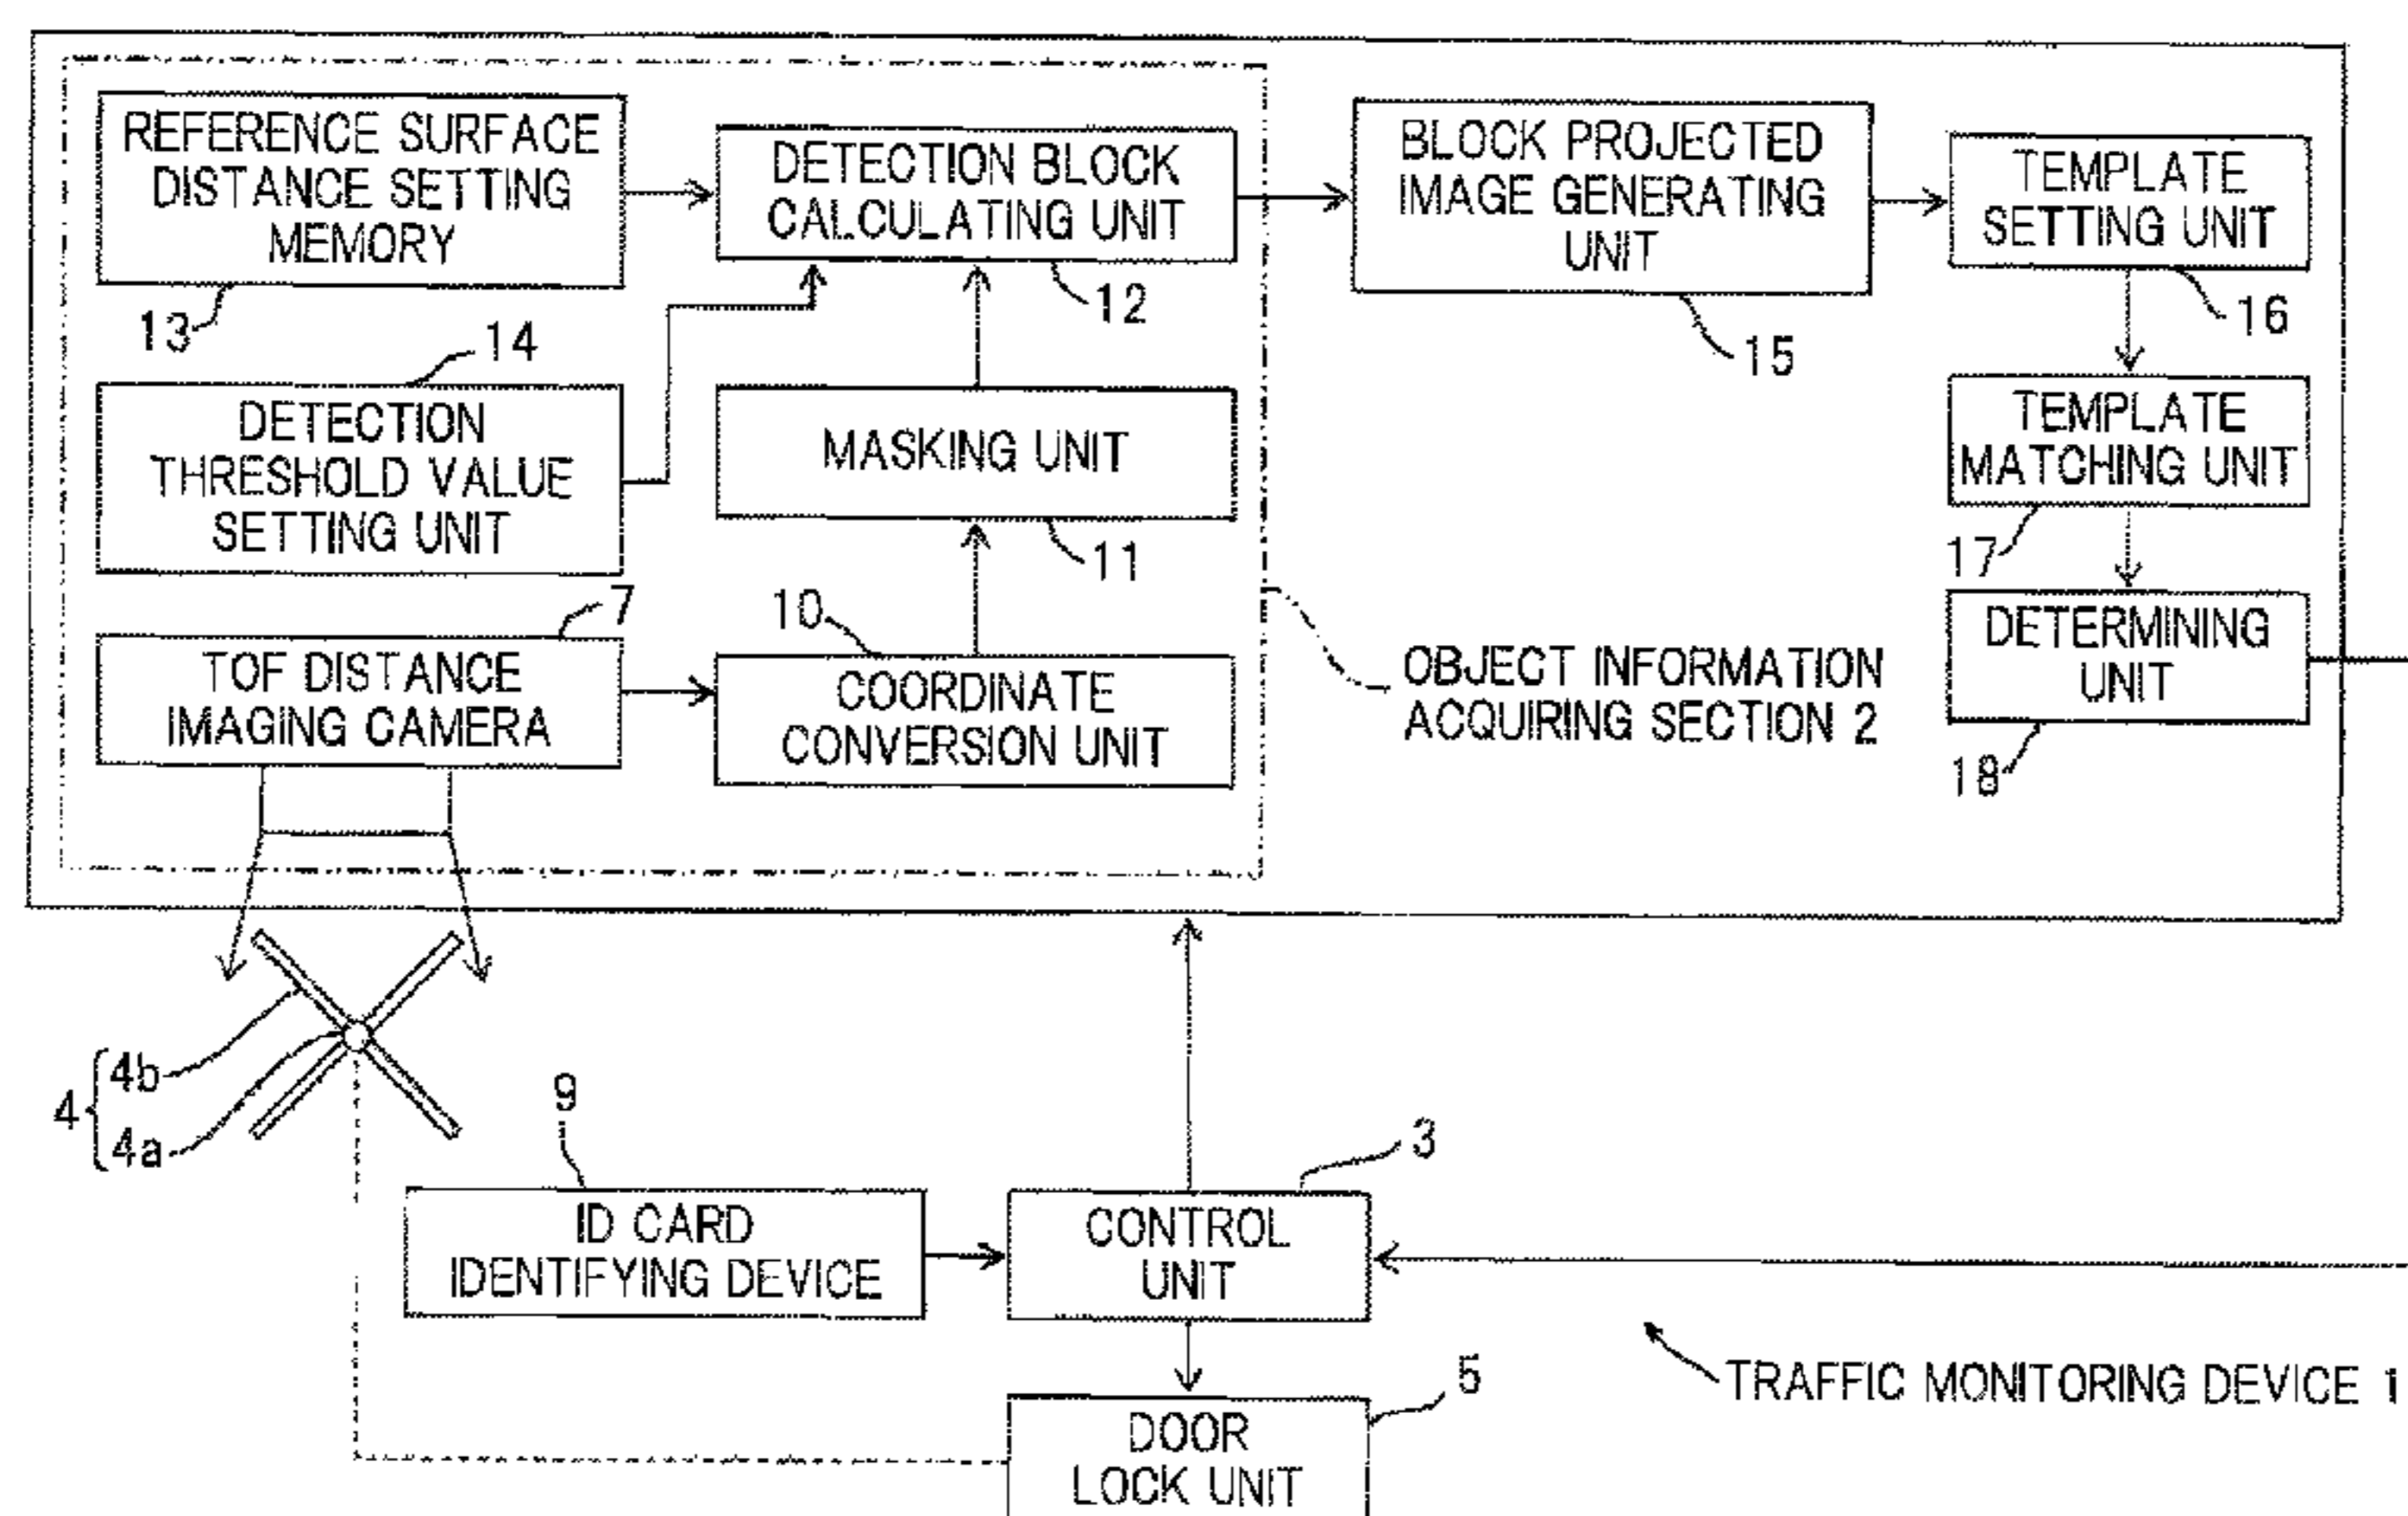 REFERENCE SURFACE
DISTANCE SETTING
MEMORY
13
DETECTION BLOCK
CALCULATING UNIT
12
BLOCK PROJECTED
IMAGE GENERATING
UNIT
15
TEMPLATE
SETTING UNIT
16
14
DETECTION
THRESHOLD VALUE
SETTING UNIT
MASKING UNIT
11
TEMPLATE
MATCHING UNIT
17
7
TOF DISTANCE
IMAGING CAMERA
10
COORDINATE
CONVERSION UNIT
OBJECT INFORMATION
ACQUIRING SECTION 2
DETERMINING
UNIT
18
4
4b
4a
9
ID CARD
IDENTIFYING DEVICE
3
CONTROL
UNIT
5
DOOR
LOCK UNIT
TRAFFIC MONITORING DEVICE 1